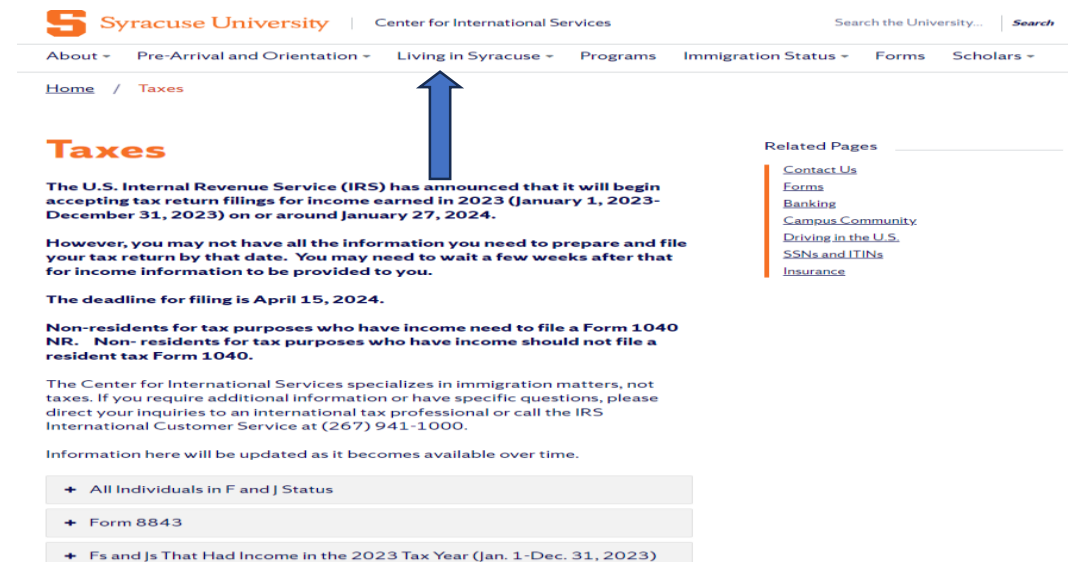 S Syracuse University | Center for International Services Search the University... Search
About Pre-Arrival and Orientation Living in Syracuse Programs Immigration Status Forms Scholars
Home / Taxes
Taxes
The U.S. Internal Revenue Service (IRS) has announced that it will begin
accepting tax return filings for income earned in 2023 (January 1, 2023-
December 31, 2023) on or around January 27, 2024.
However, you may not have all the information you need to prepare and file
your tax return by that date. You may need to wait a few weeks after that
for income information to be provided to you.
The deadline for filing is April 15, 2024.
Non-residents for tax purposes who have income need to file a Form 1040
NR. Non- residents for tax purposes who have income should not file a
resident tax Form 1040.
The Center for International Services specializes in immigration matters, not
taxes. If you require additional information or have specific questions, please
direct your inquiries to an international tax professional or call the IRS
International Customer Service at (267) 941-1000.
Information here will be updated as it becomes available over time.
+ All Individuals in F and J Status
+ Form 8843
+ Fs and Js That Had Income in the 2023 Tax Year (Jan. 1-Dec. 31, 2023)
Related Pages
Contact Us
Forms
Banking
Campus Community
Driving in the U.S.
SSNs and ITINs
Insurance